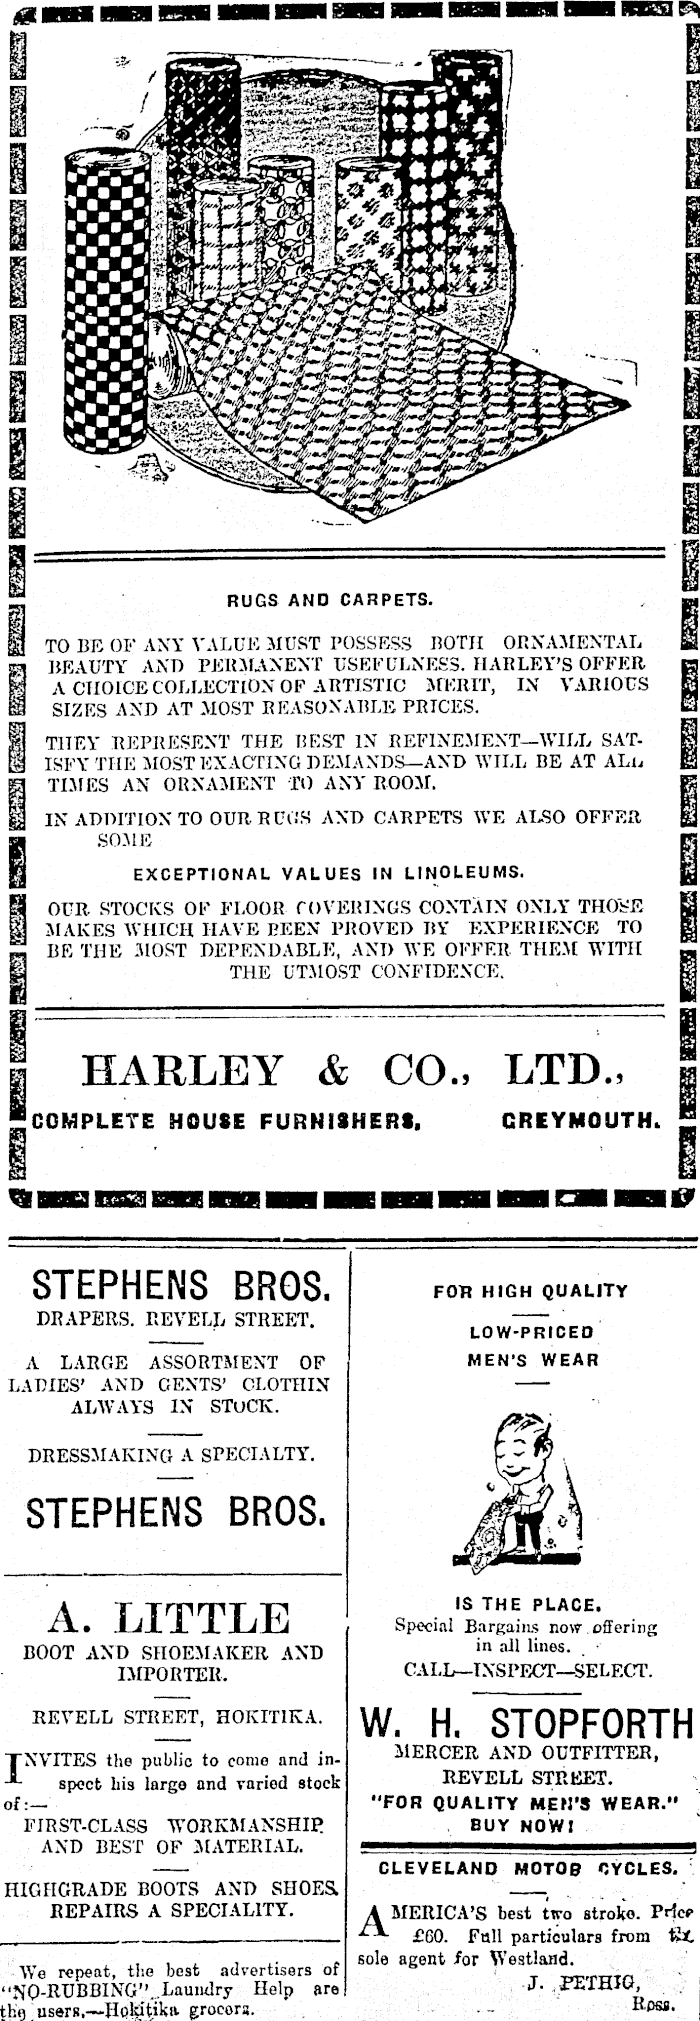 RUGS AND CARPETS.
TO BE OF ANY VALUE MUST POSSESS BOTH ORNAMENTAL
BEAUTY AND PERMANENT USEFULNESS. HARLEY'S OFFER
A CHOICE COLLECTION OF ARTISTIC MERIT, IN VARIOUS
SIZES AND AT MOST REASONABLE PRICES.
THEY REPRESENT THE BEST IN REFINEMENT—WILL SAT-
ISFY THE MOST EXACTING DEMANDS—AND WILL BE AT ALL
TIMES AN ORNAMENT TO ANY ROOM.
IN ADDITION TO OUR RUGS AND CARPETS WE ALSO OFFER
SOME
EXCEPTIONAL VALUES IN LINOLEUMS.
OUR STOCKS OF FLOOR COVERINGS CONTAIN ONLY THOSE
MAKES WHICH HAVE BEEN PROVED BY EXPERIENCE TO
BE THE MOST DEPENDABLE, AND WE OFFER THEM WITH
THE UTMOST CONFIDENCE.
HARLEY & CO., LTD.,
COMPLETE HOUSE FURNISHERS, GREYMOUTH.
STEPHENS BROS.
DRAPERS. REVELL STREET.
A LARGE ASSORTMENT OF
LADIES' AND GENTS' CLOTHIN
ALWAYS IN STOCK.
DRESSMAKING A SPECIALTY.
STEPHENS BROS.
A. LITTLE
BOOT AND SHOEMAKER AND
IMPORTER.
REVELL STREET, HOKITIKA.
INVITES the public to come and in-
spect his large and varied stock
of:—
FIRST-CLASS WORKMANSHIP
AND BEST OF MATERIAL.
HIGHGRADE BOOTS AND SHOES
REPAIRS A SPECIALITY.
We repeat, the best advertisers of
"NO-RUBBING" Laundry Help are
the users.—Hokitika grocers.
FOR HIGH QUALITY
LOW-PRICED
MEN'S WEAR
IS THE PLACE.
Special Bargains now offering
in all lines.
CALL—INSPECT—SELECT.
W. H. STOPFORTH
MERCER AND OUTFITTER,
REVELL STREET.
"FOR QUALITY MEN'S WEAR."
BUY NOW!
CLEVELAND MOTOR CYCLES.
AMERICA'S best two stroke. Price
£60. Full particulars from the
sole agent for Westland.
J. PETHIG,
Ross.